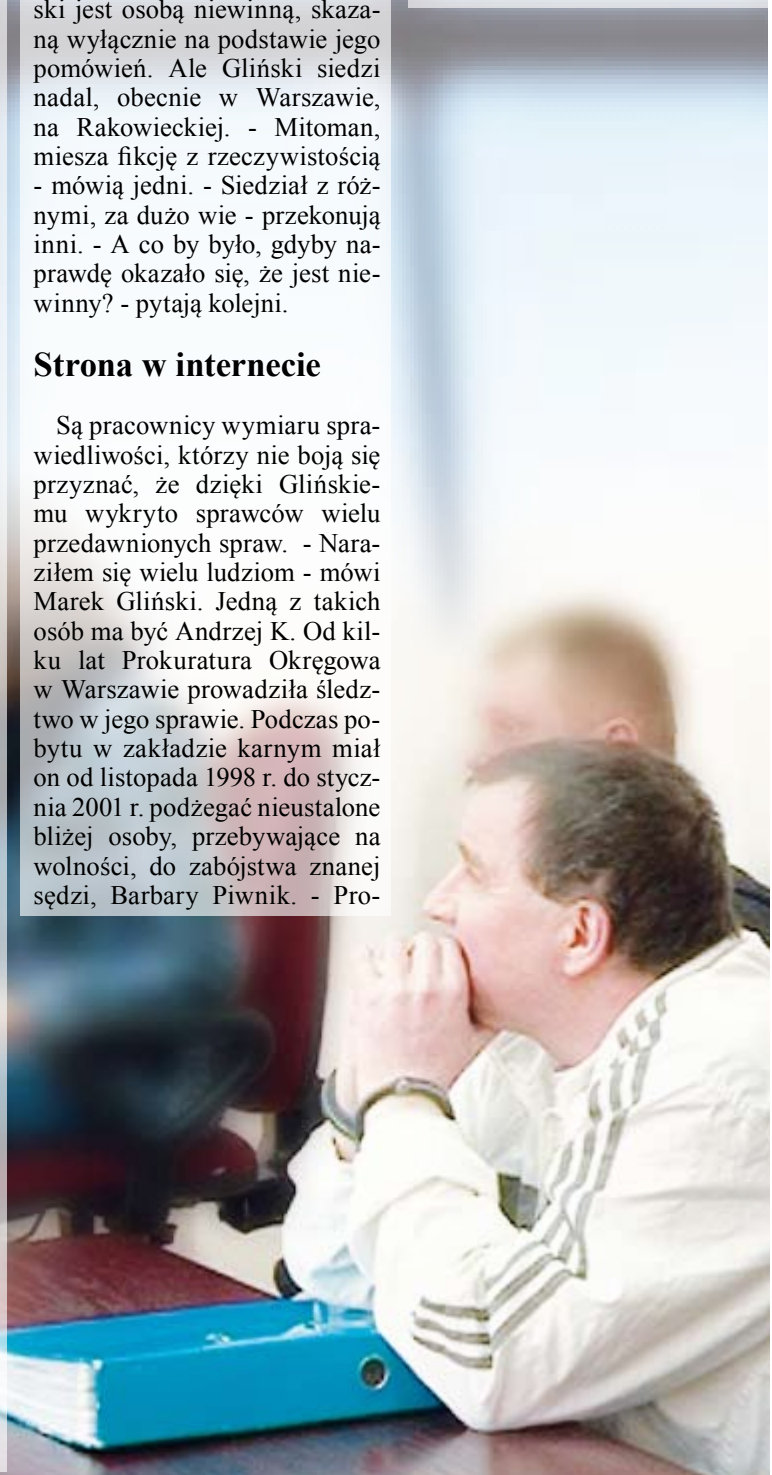 ski jest osobą niewinną, skaza-
ną wyłącznie na podstawie jego
pomówień. Ale Gliński siedzi
nadal, obecnie w Warszawie,
na Rakowieckiej. - Mitoman,
miesza fikcję z rzeczywistością
- mówią jedni. - Siedział z róż-
nymi, za dużo wie - przekonują
inni. - A co by było, gdyby na-
prawdę okazało się, że jest nie-
winny? - pytają kolejni.
Strona w internecie
Są pracownicy wymiaru spra-
wiedliwości, którzy nie boją się
przyznać, że dzięki Glińskie-
mu wykryto sprawców wielu
przedawnionych spraw. - Nara-
ziłem się wielu ludziom - mówi
Marek Gliński. Jedną z takich
osób ma być Andrzej K. Od kil-
ku lat Prokuratura Okręgowa
w Warszawie prowadziła śledz-
two w jego sprawie. Podczas po-
bytu w zakładzie karnym miał
on od listopada 1998 r. do stycz-
nia 2001 r. podżegać nieustalone
bliżej osoby, przebywające na
wolności, do zabójstwa znanej
sędzi, Barbary Piwnik. - Pro-